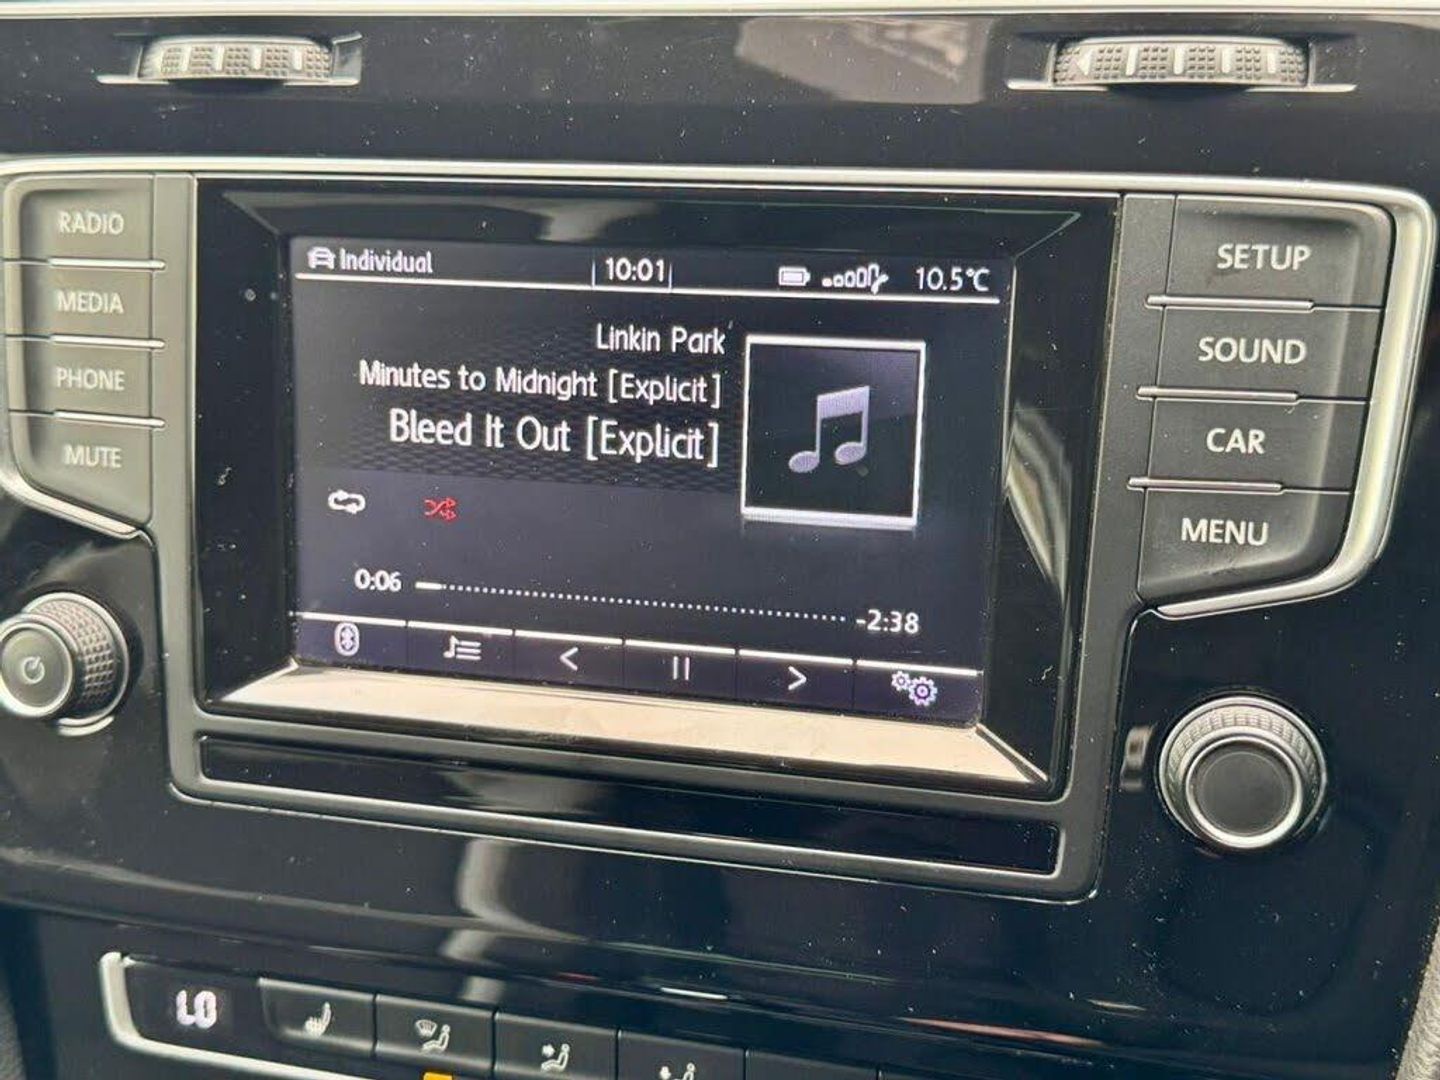 RADIO
MEDIA
PHONE
MUTE
Individual
10:01
10.5°C
Linkin Park
Minutes to Midnight [Explicit]
Bleed It Out [Explicit]
0:06
-2:38
SETUP
SOUND
CAR
MENU
LO